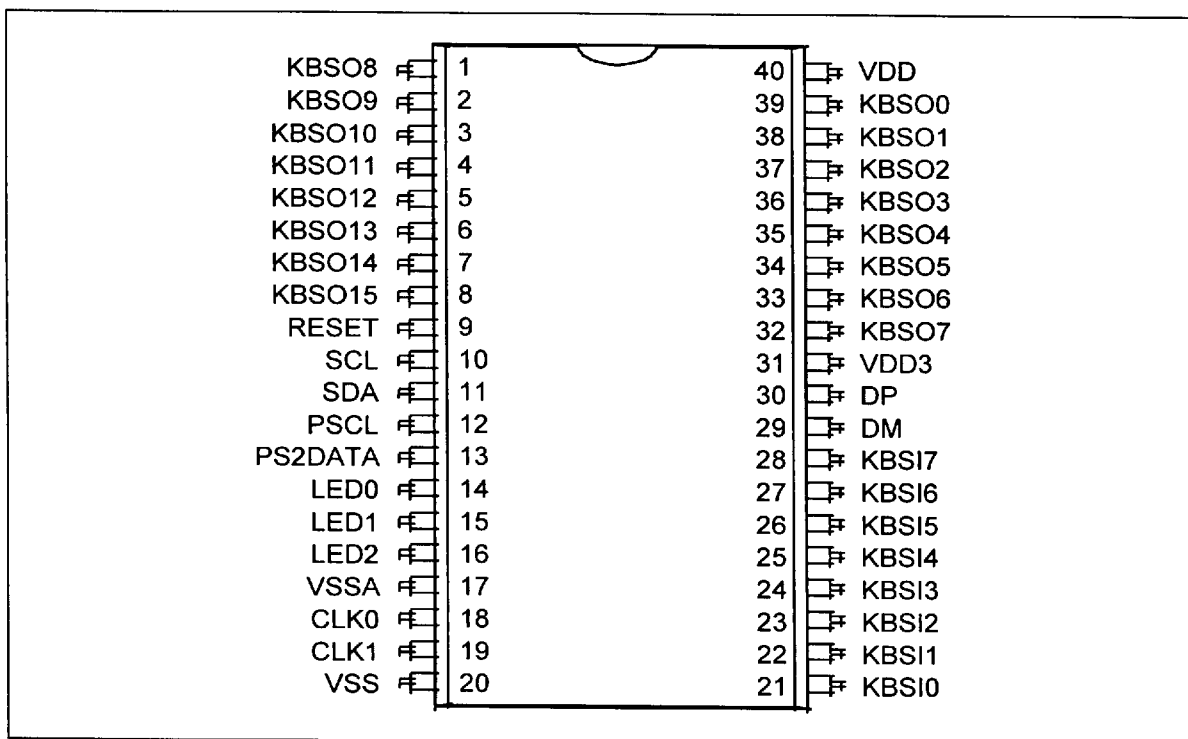 KBSO8 1 40 VDD
KBSO9 2 39 KBSO0
KBSO10 3 38 KBSO1
KBSO11 4 37 KBSO2
KBSO12 5 36 KBSO3
KBSO13 6 35 KBSO4
KBSO14 7 34 KBSO5
KBSO15 8 33 KBSO6
RESET 9 32 KBSO7
SCL 10 31 VDD3
SDA 11 30 DP
PSCL 12 29 DM
PS2DATA 13 28 KBSI7
LED0 14 27 KBSI6
LED1 15 26 KBSI5
LED2 16 25 KBSI4
VSSA 17 24 KBSI3
CLK0 18 23 KBSI2
CLK1 19 22 KBSI1
VSS 20 21 KBSI0